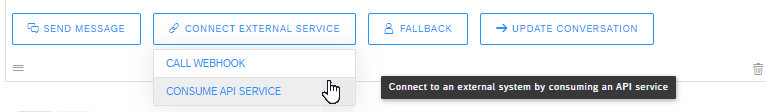 SEND MESSAGE
CONNECT EXTERNAL SERVICE
FALLBACK
UPDATE CONVERSATION
CALL WEBHOOK
CONSUME API SERVICE
Connect to an external system by consuming an API service